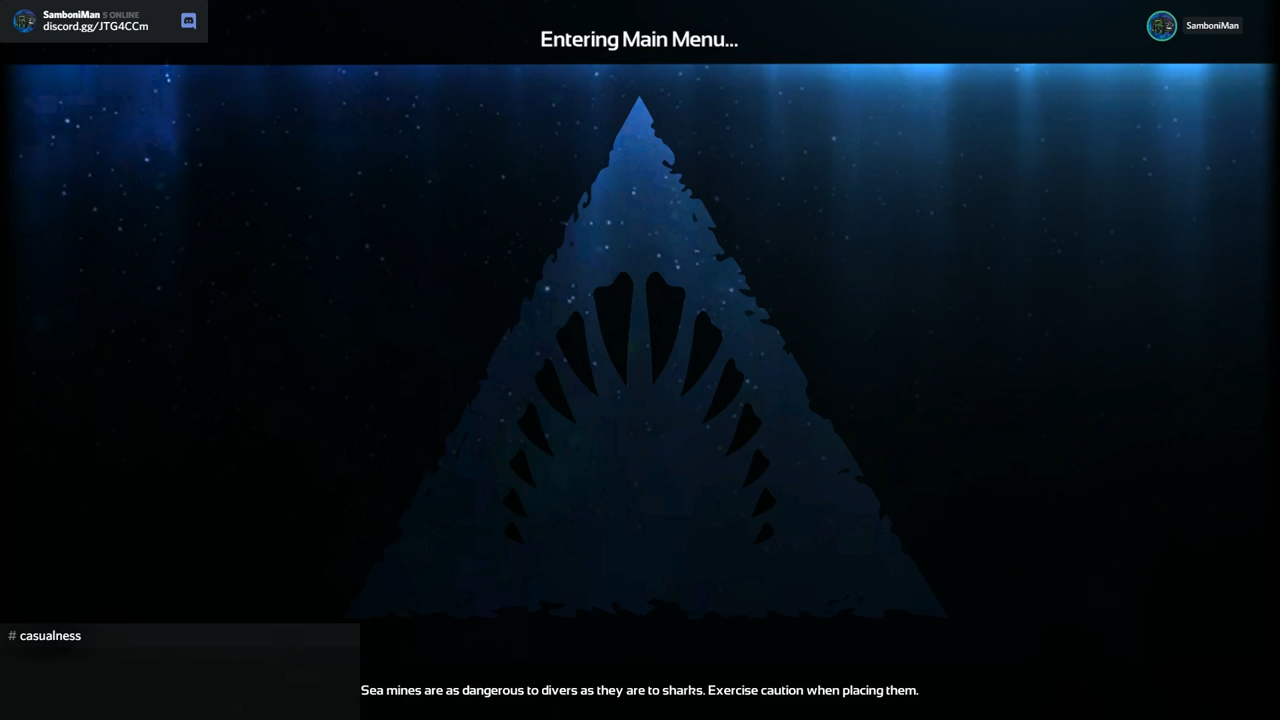 SamboniMan 5 ONLINE
discord.gg/JTG4CCm
Entering Main Menu...
SamboniMan
# casualness
Sea mines are as dangerous to divers as they are to sharks. Exercise caution when placing them.